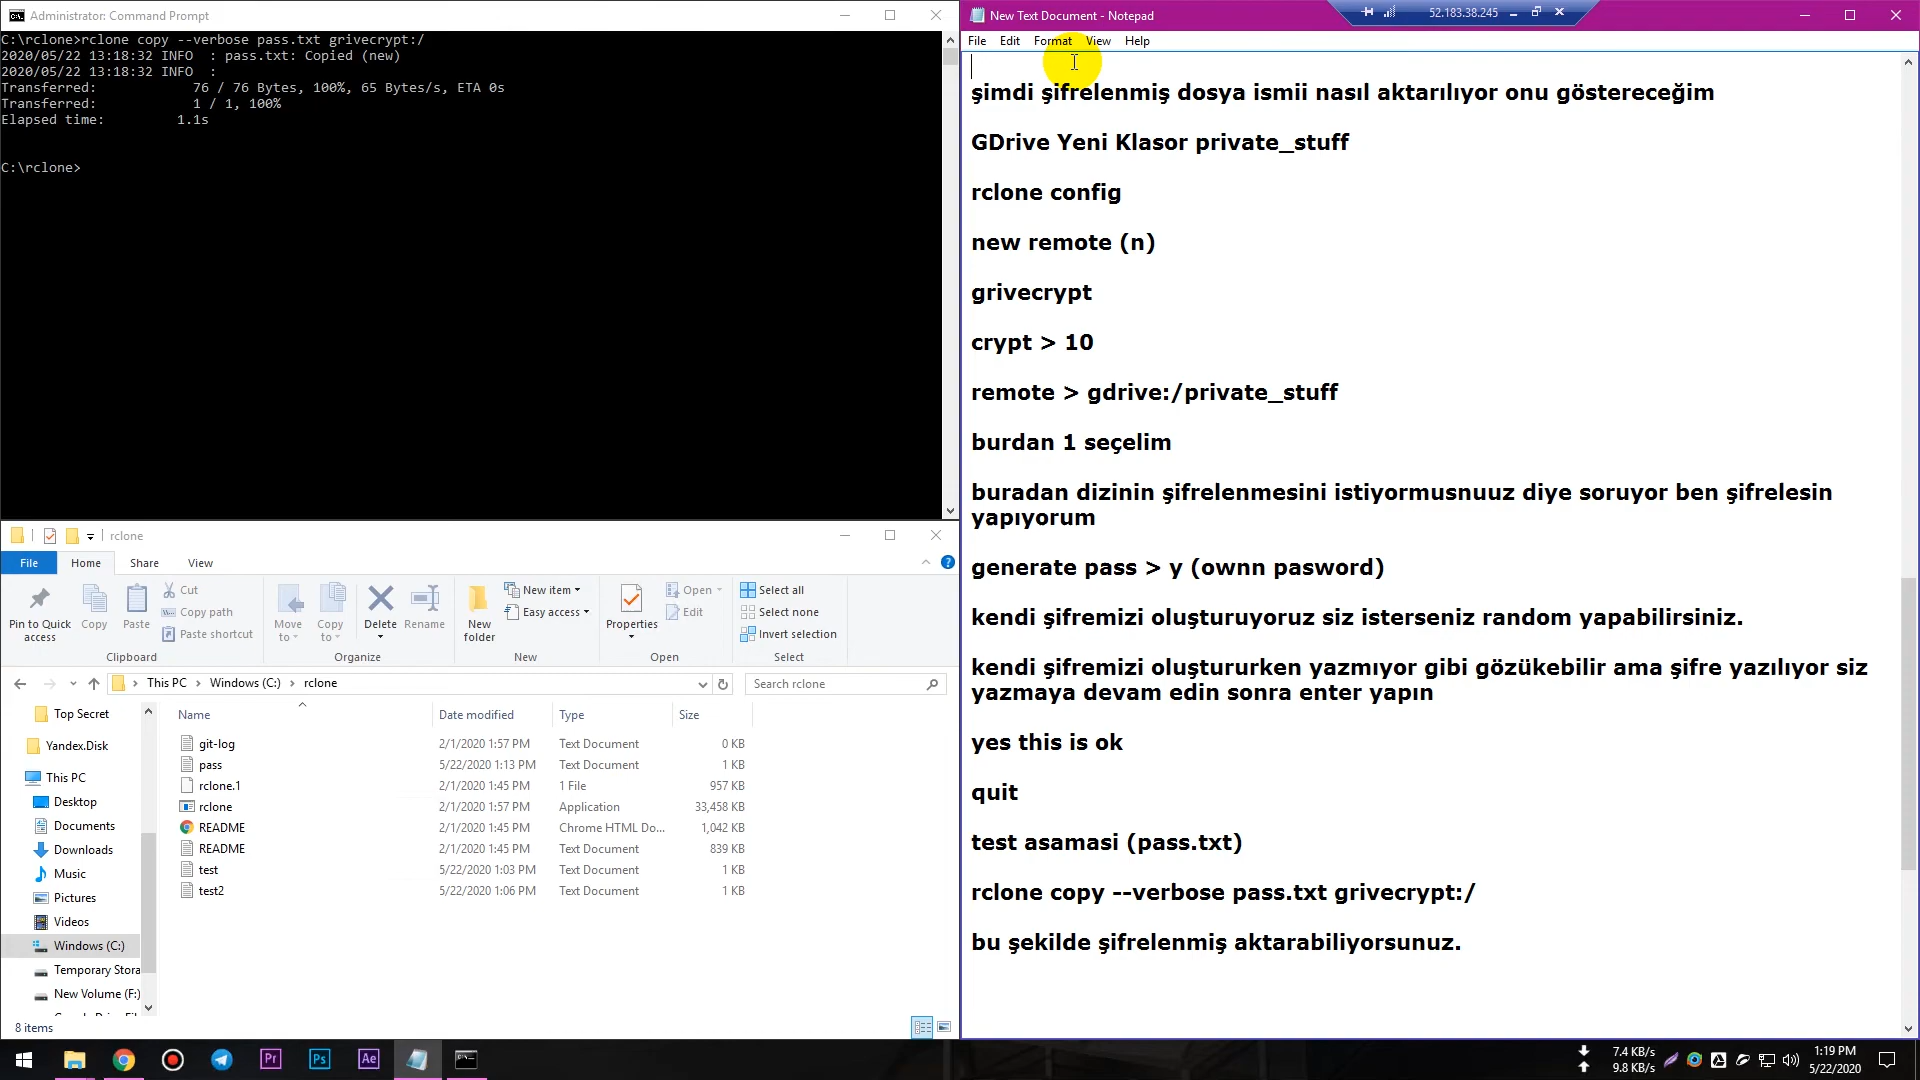 Administrator: Command Prompt
C:\rclone>rclone copy --verbose pass.txt grivecrypt:/
2020/05/22 13:18:32 INFO  : pass.txt: Copied (new)
2020/05/22 13:18:32 INFO  :
Transferred: 76 / 76 Bytes, 100%, 65 Bytes/s, ETA 0s
Transferred: 1 / 1, 100%
Elapsed time: 1.1s
C:\rclone>
rclone
File Home Share View
Pin to Quick access
Copy
Paste
Cut
Copy path
Paste shortcut
Clipboard
Move to
Copy to
Delete
Rename
Organize
New folder
New item
Easy access
New
Properties
Open
Edit
Open
Select all
Select none
Invert selection
Select
This PC > Windows (C:) > rclone
Search rclone
Top Secret
Yandex.Disk
This PC
Desktop
Documents
Downloads
Music
Pictures
Videos
Windows (C:)
Temporary Stora
New Volume (F:)
Name Date modified Type Size
git-log 2/1/2020 1:57 PM Text Document 0 KB
pass 5/22/2020 1:13 PM Text Document 1 KB
rclone.1 2/1/2020 1:45 PM 1 File 957 KB
rclone 2/1/2020 1:57 PM Application 33,458 KB
README 2/1/2020 1:45 PM Chrome HTML Do... 1,042 KB
README 2/1/2020 1:45 PM Text Document 839 KB
test 5/22/2020 1:03 PM Text Document 1 KB
test2 5/22/2020 1:06 PM Text Document 1 KB
8 items
New Text Document - Notepad
52.183.38.245
File Edit Format View Help
şimdi şifrelenmiş dosya ismii nasıl aktarılıyor onu göstereceğim
GDrive Yeni Klasor private_stuff
rclone config
new remote (n)
grivecrypt
crypt > 10
remote > gdrive:/private_stuff
burdan 1 seçelim
buradan dizinin şifrelenmesini istiyormusnuuz diye soruyor ben şifrelesin
yapıyorum
generate pass > y (ownn pasword)
kendi şifremizi oluşturuyoruz siz isterseniz random yapabilirsiniz.
kendi şifremizi oluştururken yazmıyor gibi gözükebilir ama şifre yazılıyor siz
yazmaya devam edin sonra enter yapın
yes this is ok
quit
test asamasi (pass.txt)
rclone copy --verbose pass.txt grivecrypt:/
bu şekilde şifrelenmiş aktarabiliyorsunuz.
Pr
Ps
Ae
7.4 KB/s
9.8 KB/s
1:19 PM
5/22/2020